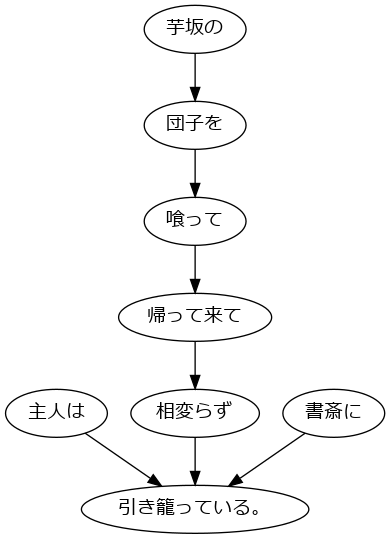 芋坂の
団子を
喰って
帰って来て
主人は
相変らず
書斎に
引き籠っている。